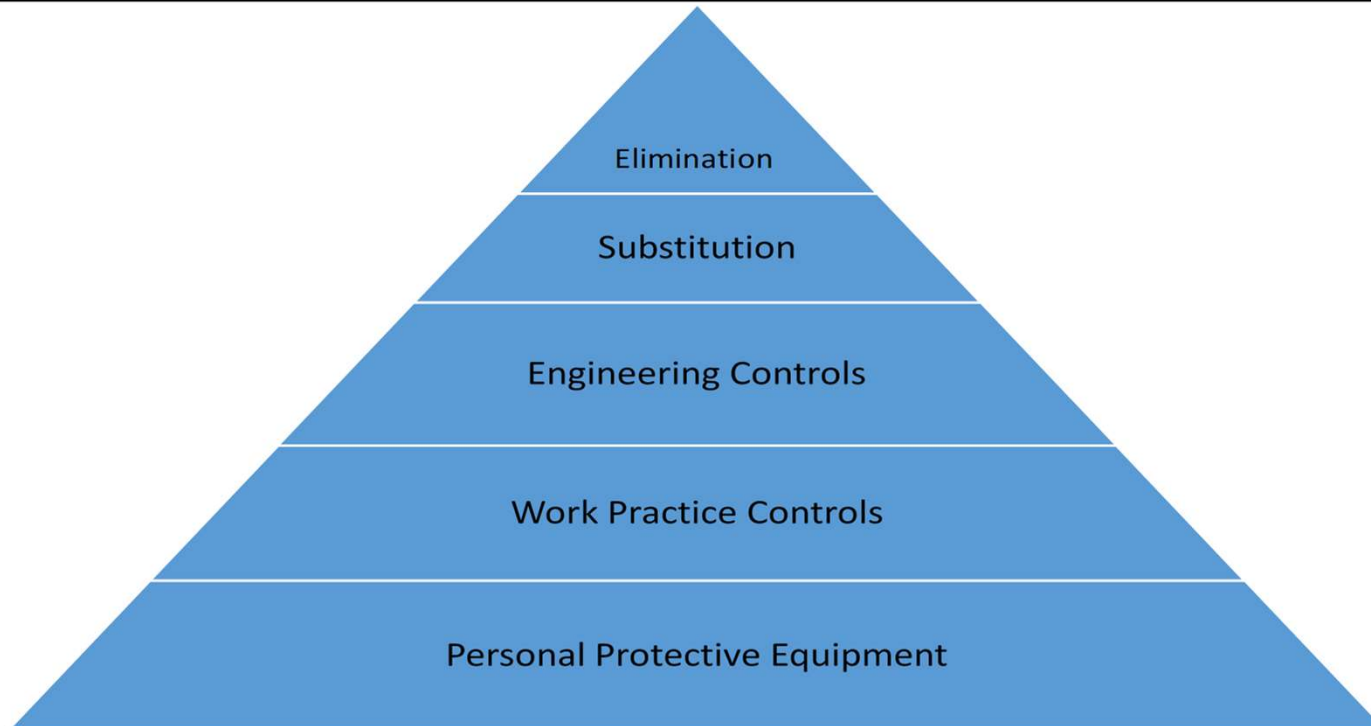 Elimination
Substitution
Engineering Controls
Work Practice Controls
Personal Protective Equipment